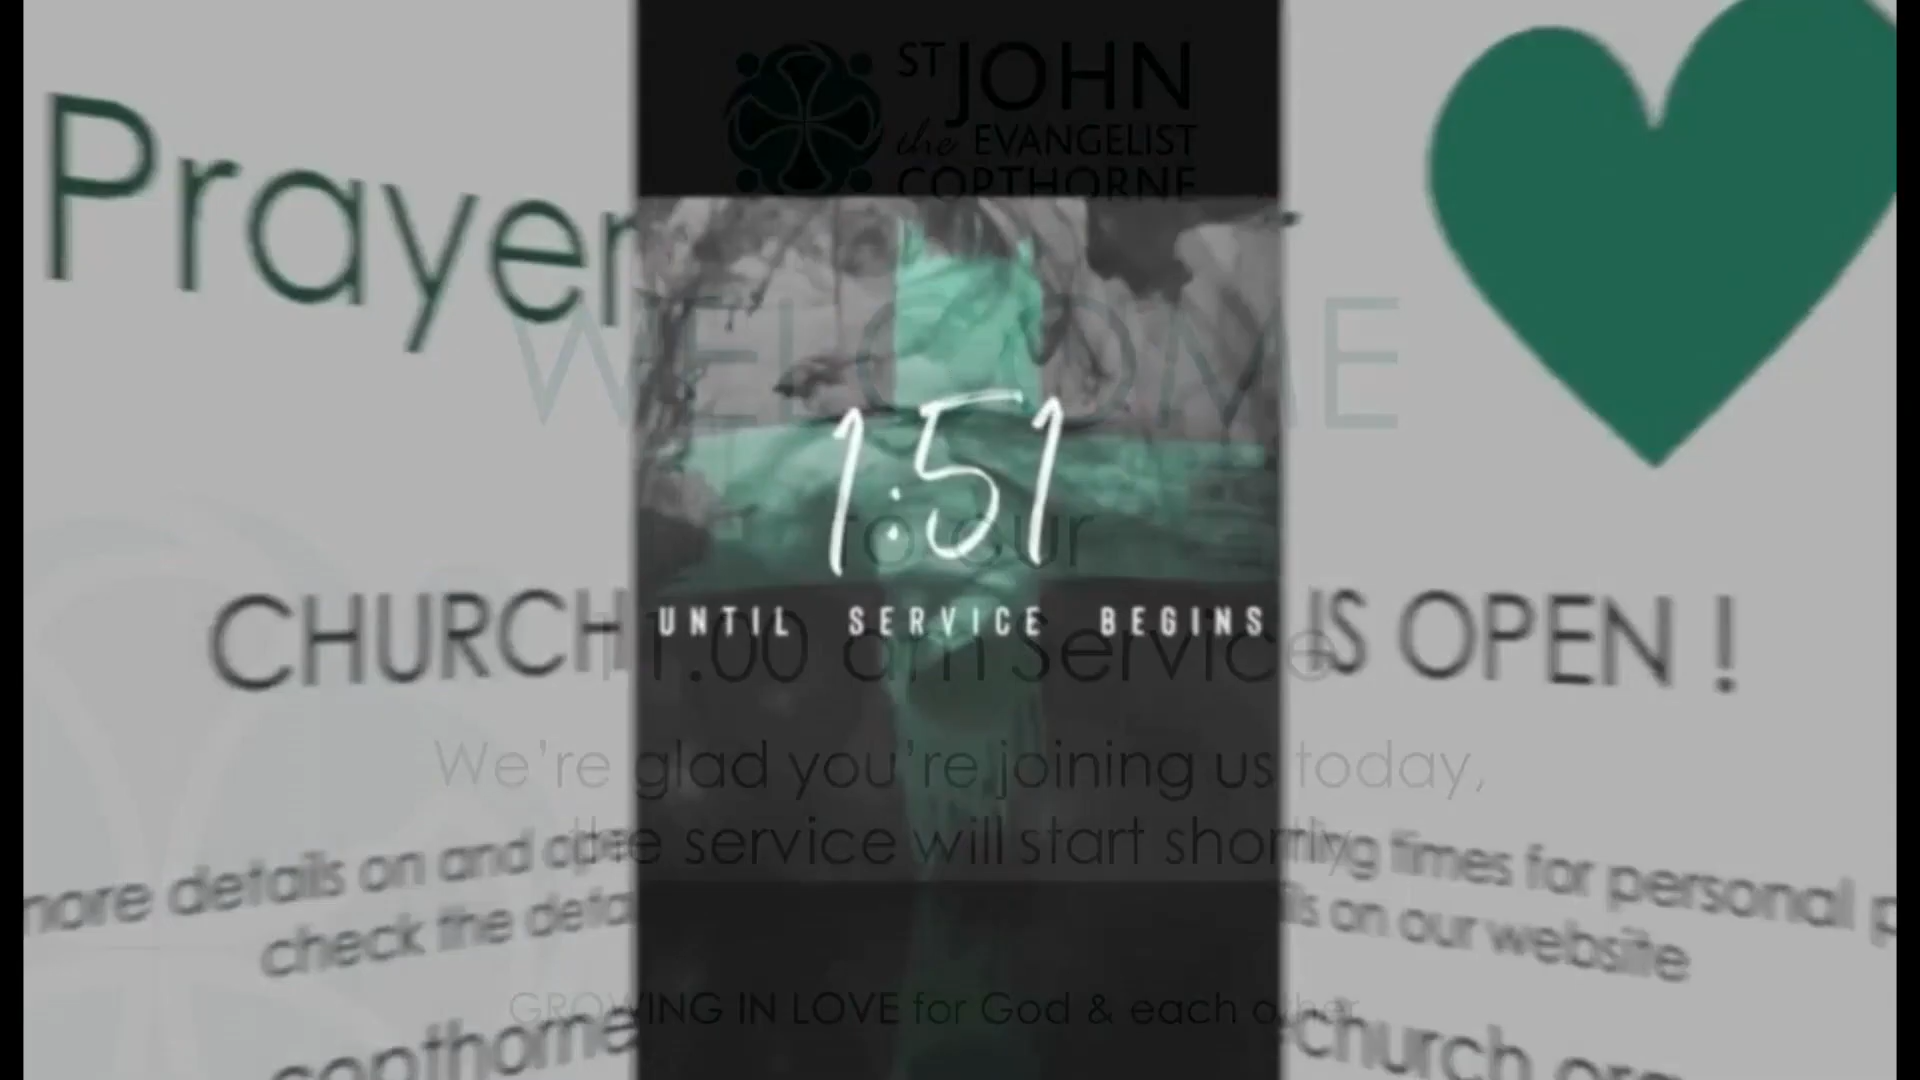 ST JOHN
the EVANGELIST
COPTHORNE
Prayer
WELCOME
1:51
to our
UNTIL SERVICE BEGINS
CHURCH IS OPEN !
11.00 am Service
We're glad you're joining us today,
the service will start shortly
more details on and times for personal
check the on our website
GROWING IN LOVE for God & each other
copthorne church